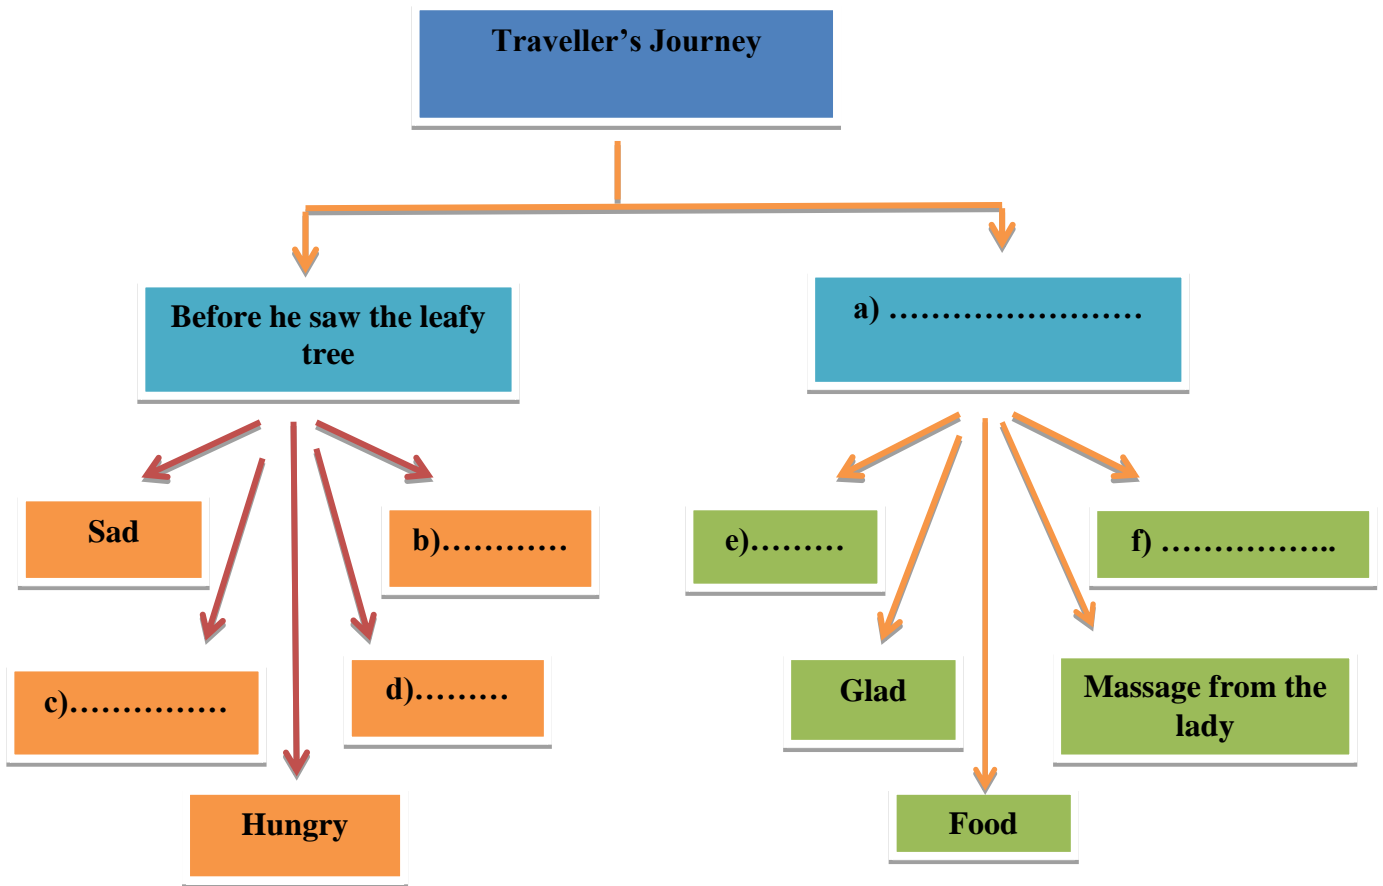 Traveller’s Journey
Before he saw the leafy
tree
a) ……………………
Sad
b)…………
e)………
f) ……………..
c)……………
d)………
Glad
Massage from the
lady
Hungry
Food